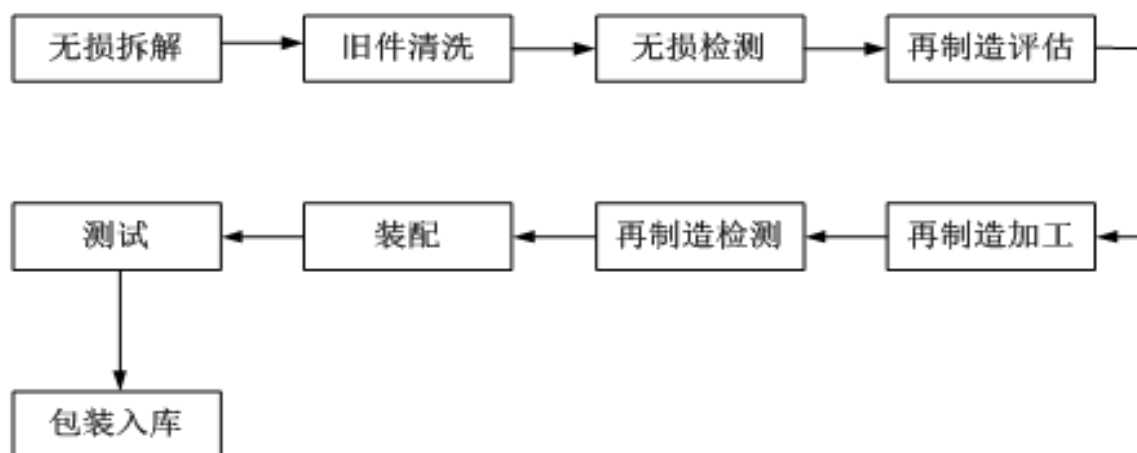 无损拆解
旧件清洗
无损检测
再制造评估
再制造加工
再制造检测
装配
测试
包装入库